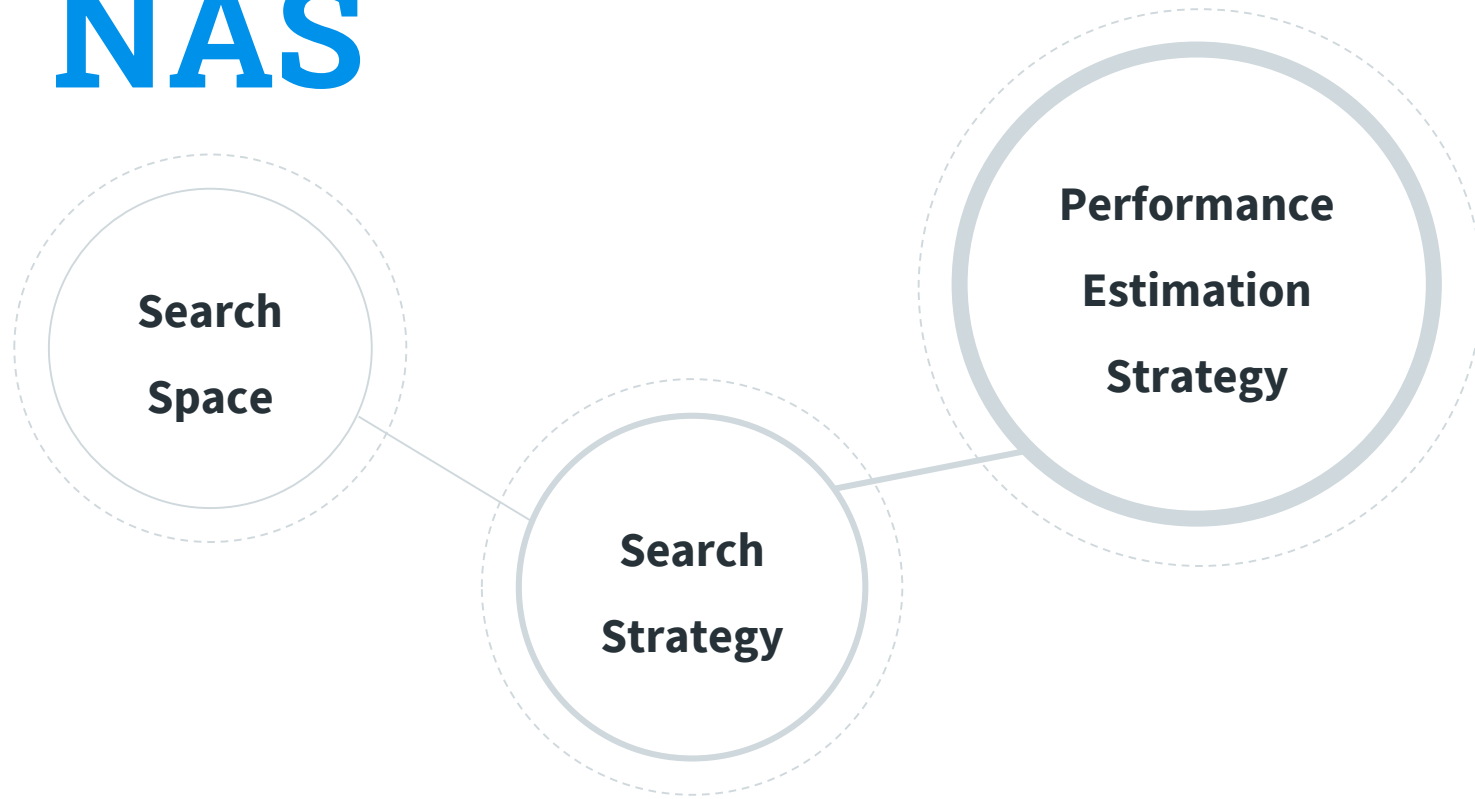 NAS
Search
Space
Search
Strategy
Performance
Estimation
Strategy